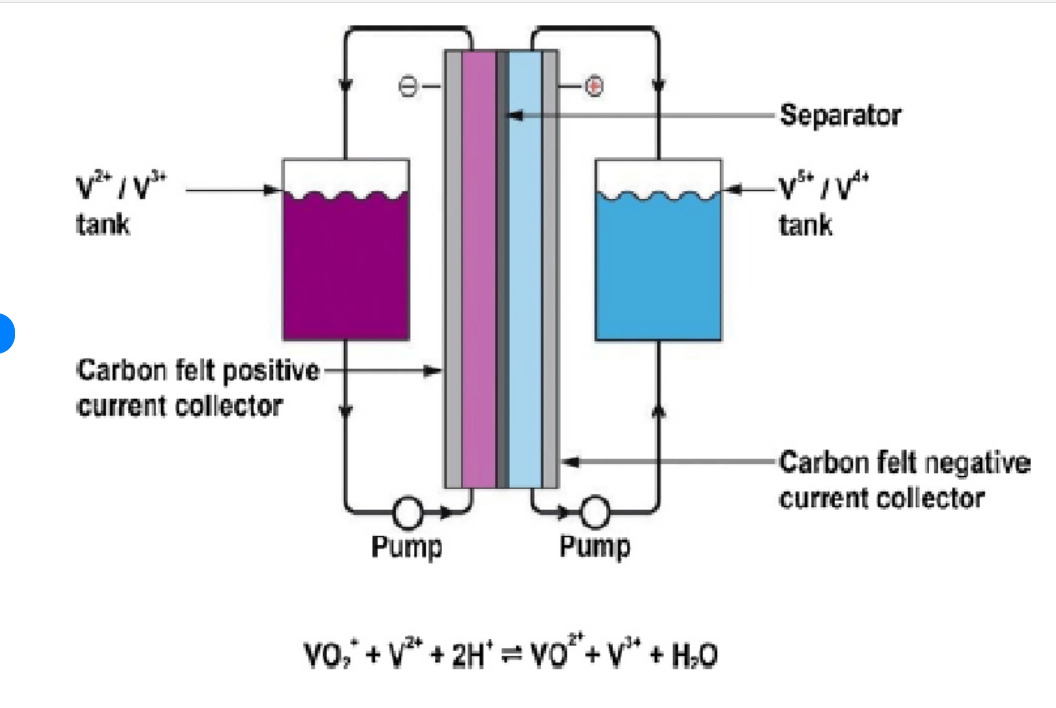 ⊖
⊕
Separator
V²⁺ / V³⁺
tank
V⁵⁺ / V⁴⁺
tank
Carbon felt positive
current collector
Carbon felt negative
current collector
Pump
Pump
VO₂⁺ + V²⁺ + 2H⁺ ⇌ VO²⁺ + V³⁺ + H₂O